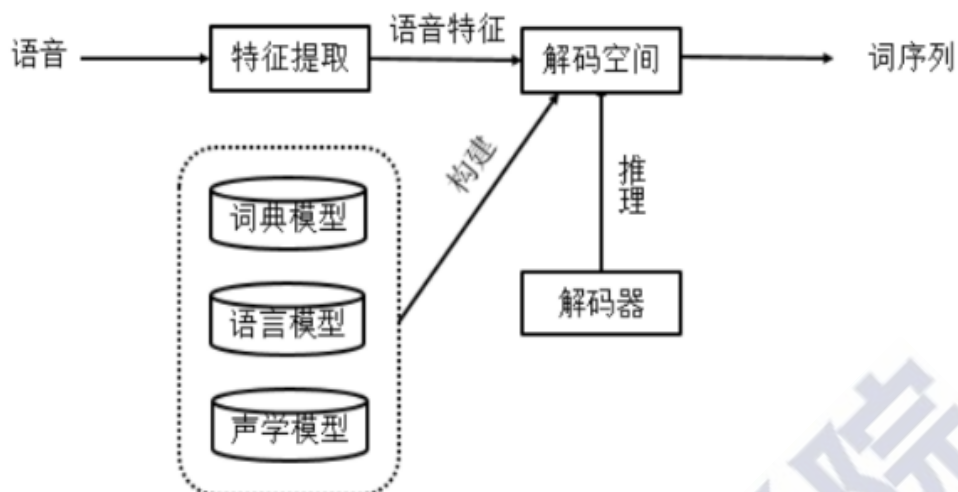 语音
特征提取
语音特征
解码空间
词序列
构建
推理
词典模型
语言模型
声学模型
解码器
院